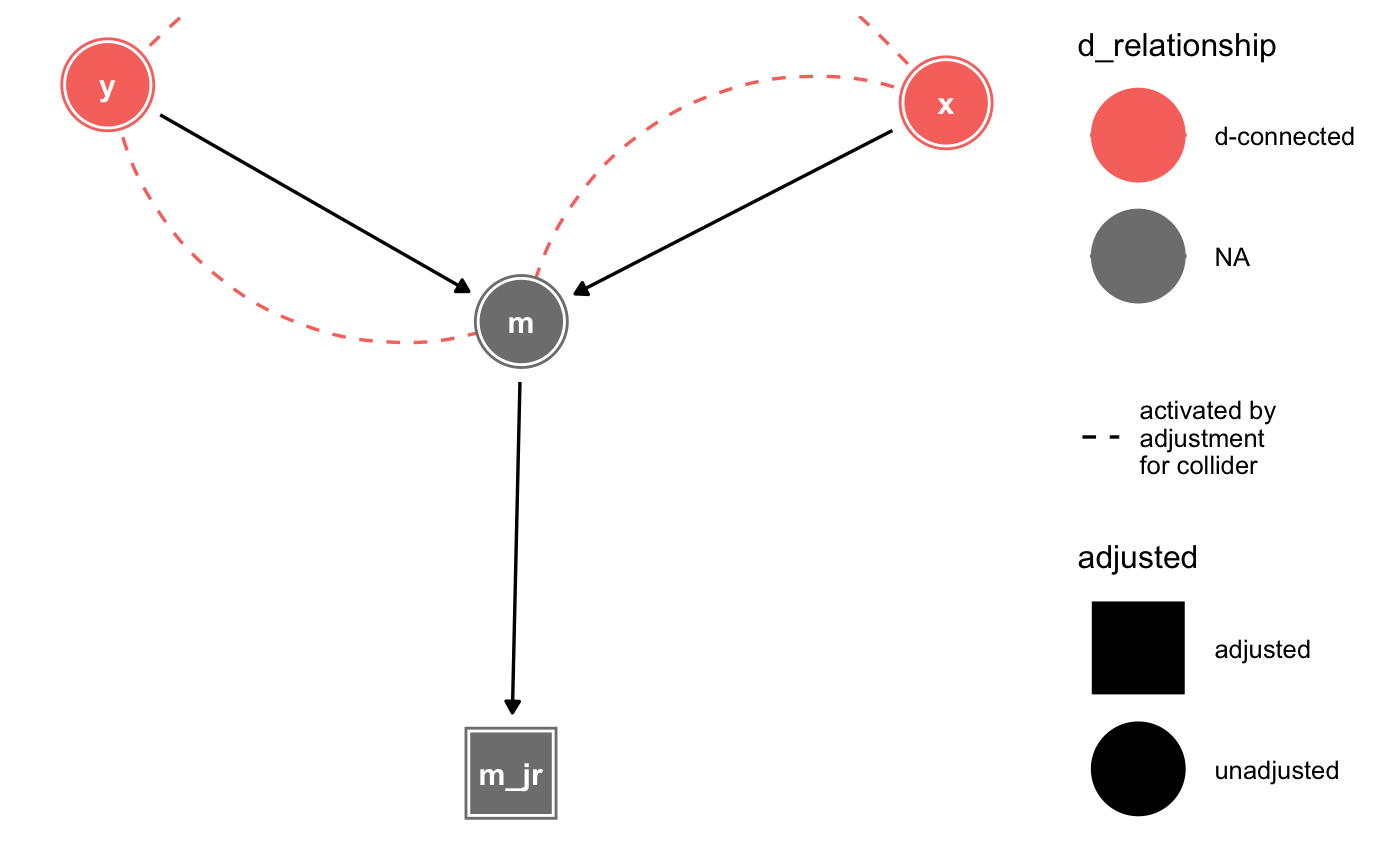 y
x
m
m_jr
d_relationship
d-connected
NA
activated by
adjustment
for collider
adjusted
adjusted
unadjusted